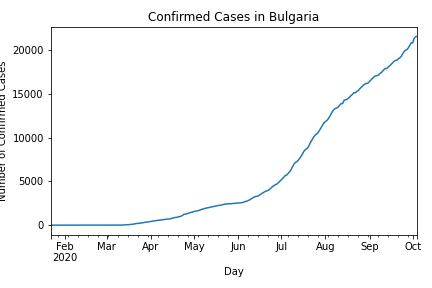 Confirmed Cases in Bulgaria
Number of Confirmed Cases
20000
15000
10000
5000
0
Feb Mar Apr May Jun Jul Aug Sep Oct
2020
Day